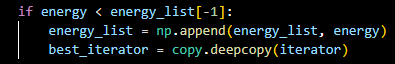 if energy < energy_list[-1]:
    energy_list = np.append(energy_list, energy)
    best_iterator = copy.deepcopy(iterator)